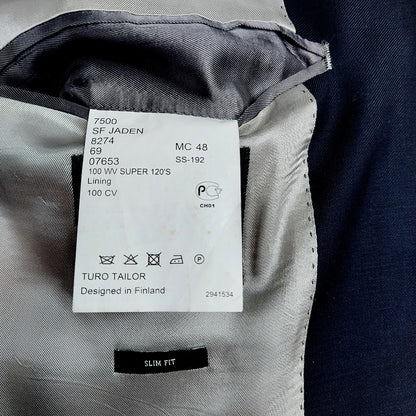 7500
SF JADEN
8274
69 MC 48
07653 SS-192
100 WV SUPER 120'S
Lining
100 CV
CH01
TURO TAILOR
Designed in Finland 2941534
SLIM FIT